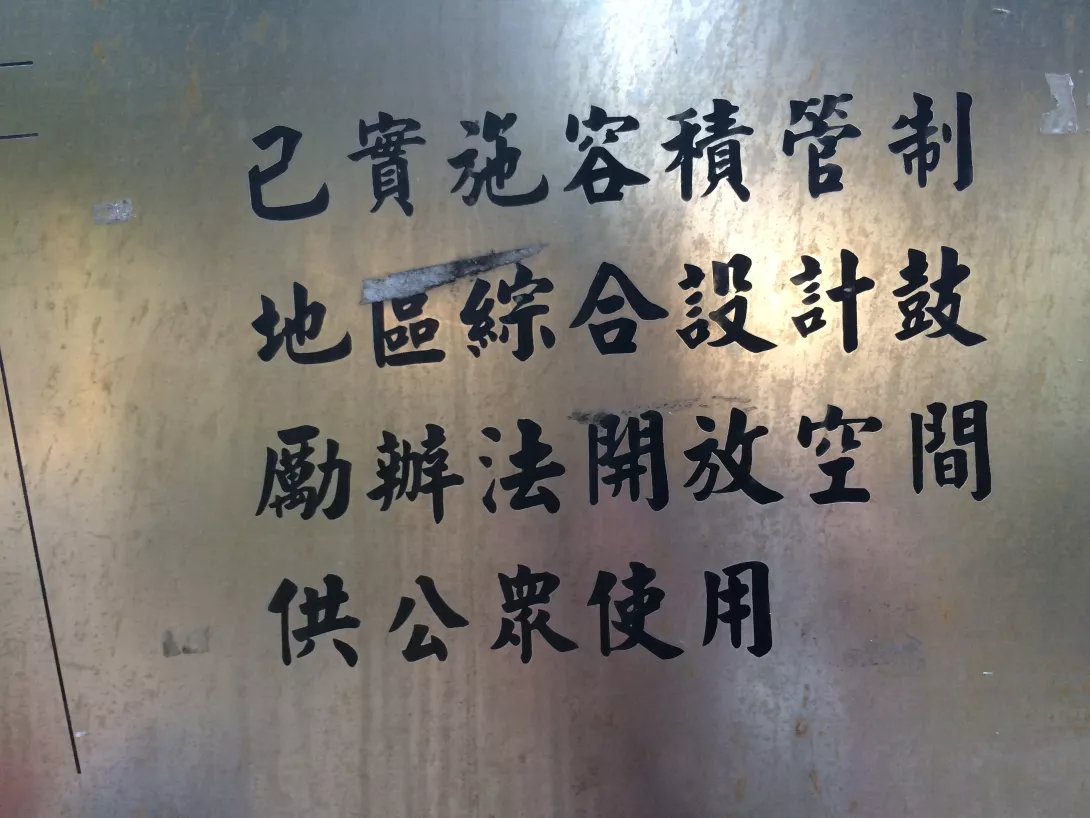 已實施容積管制
地區綜合設計鼓
勵辦法開放空間
供公眾使用